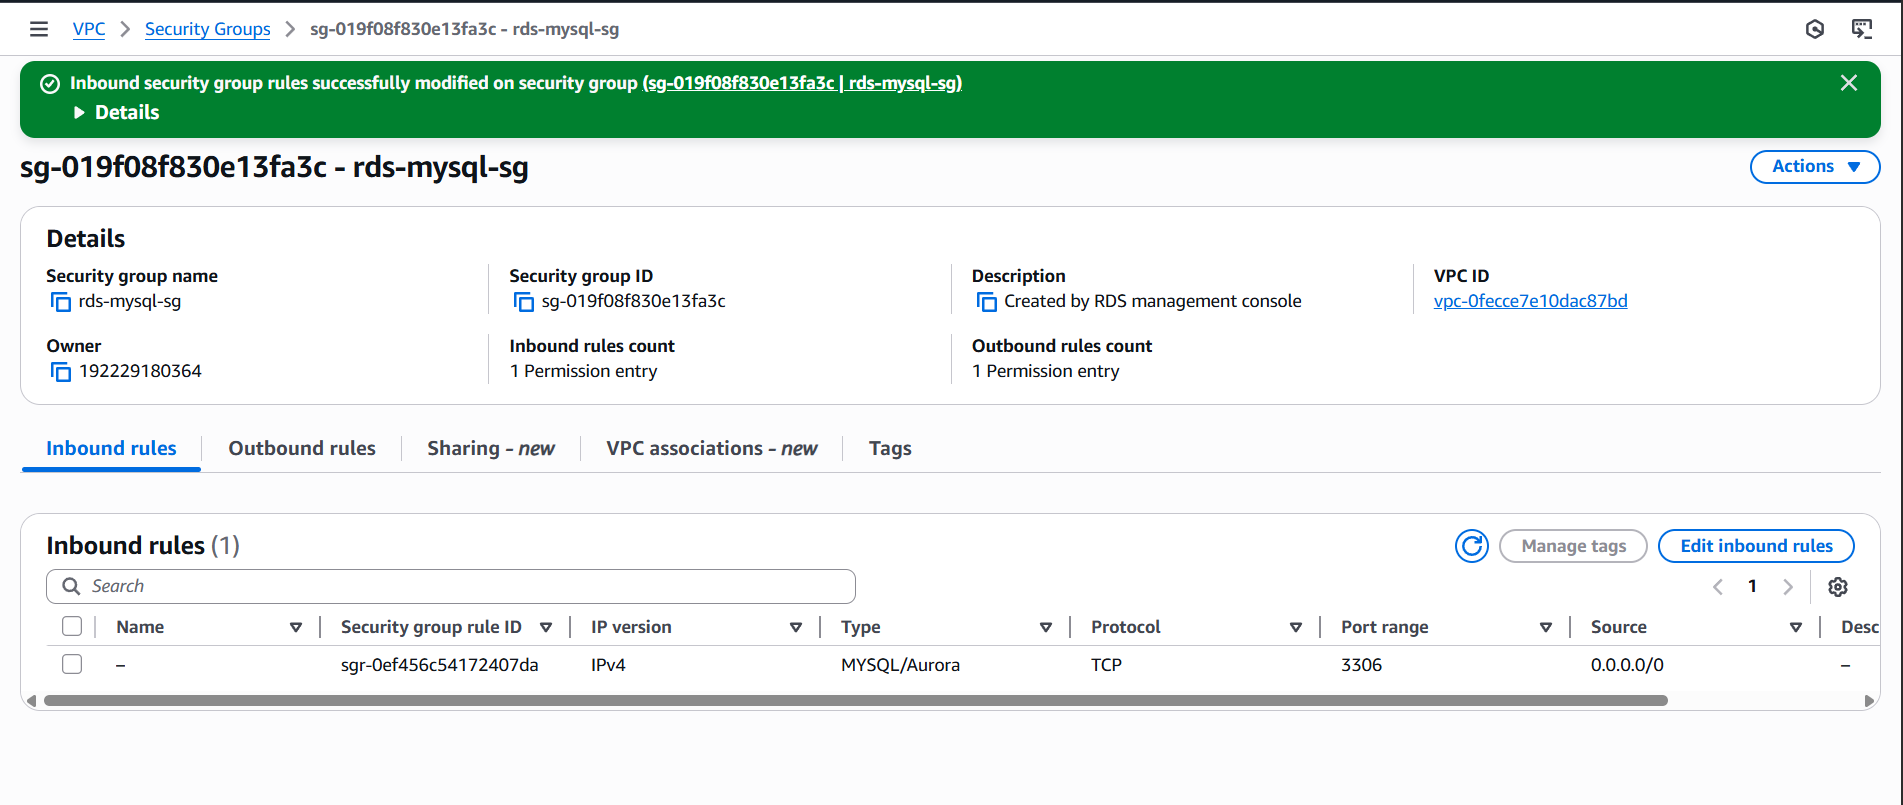 VPC > Security Groups > sg-019f08f830e13fa3c - rds-mysql-sg
Inbound security group rules successfully modified on security group (sg-019f08f830e13fa3c | rds-mysql-sg)
Details
sg-019f08f830e13fa3c - rds-mysql-sg
Actions
Details
Security group name
rds-mysql-sg
Security group ID
sg-019f08f830e13fa3c
Description
Created by RDS management console
VPC ID
vpc-0fecce7e10dac87bd
Owner
192229180364
Inbound rules count
1 Permission entry
Outbound rules count
1 Permission entry
Inbound rules Outbound rules Sharing - new VPC associations - new Tags
Inbound rules (1)
Manage tags Edit inbound rules
Search
1
Name Security group rule ID IP version Type Protocol Port range Source Desc
– sgr-0ef456c54172407da IPv4 MYSQL/Aurora TCP 3306 0.0.0.0/0 –